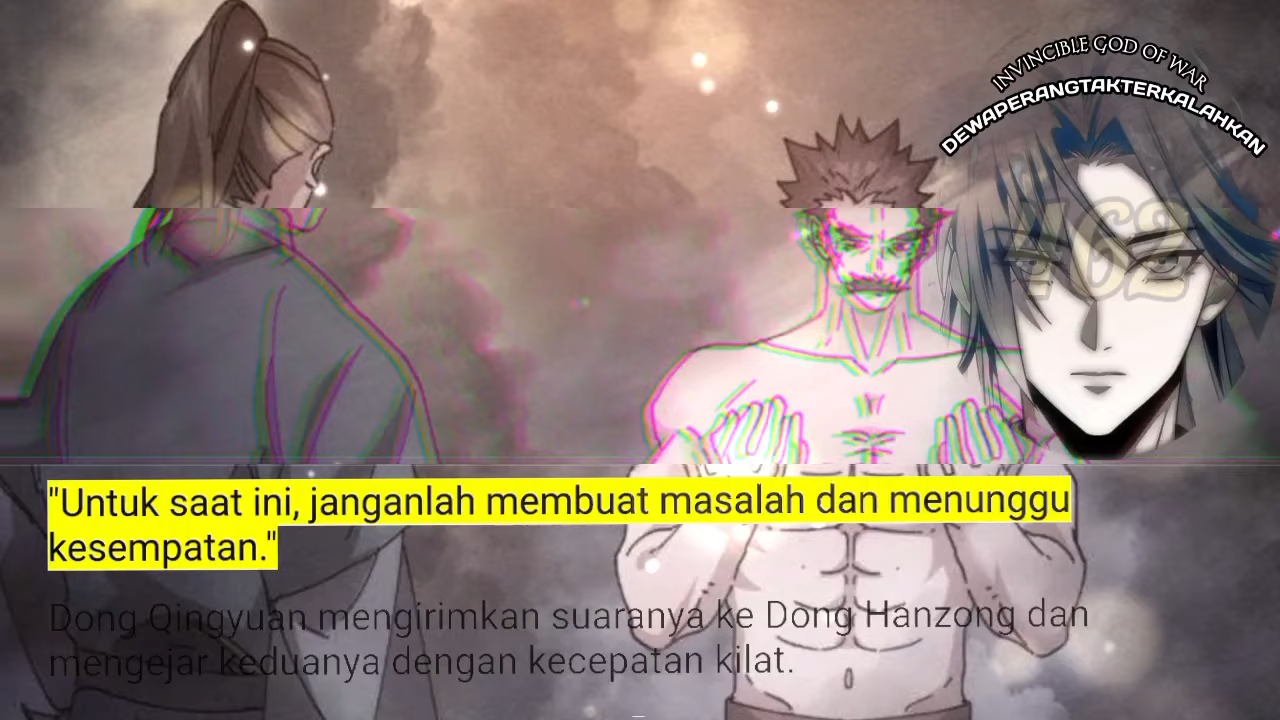 INVINCIBLE GOD OF WAR
DEWAPERANGTAKTERKALAHKAN
462
"Untuk saat ini, janganlah membuat masalah dan menunggu
kesempatan."
Dong Qingyuan mengirimkan suaranya ke Dong Hanzong dan
mengejar keduanya dengan kecepatan kilat.